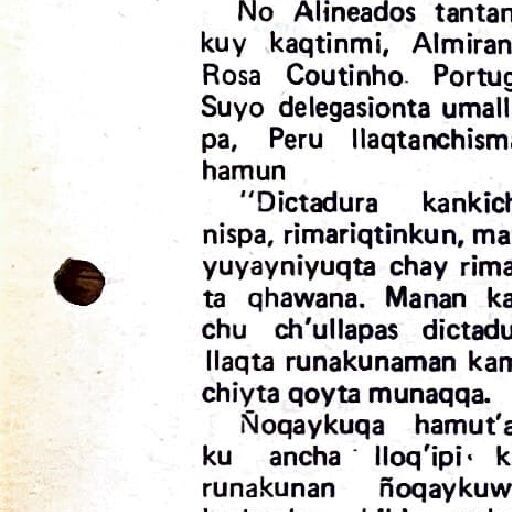 No Alineados tantan
kuy kaqtinmi, Almiran
Rosa Coutinho Portug
Suyo delegasionta umall
pa, Peru llaqtanchism
hamun
"Dictadura kankich
nispa, rimariqtinkun, ma
yuyayniyuqta chay rima
ta qhawana. Manan ka
chu ch'ullapas dictadu
llaqta runakunaman kam
chiyta qoyta munaqqa.
Ñoqaykuqa hamut'a
ku ancha lloq'ipi k
runakunan ñoqaykuw